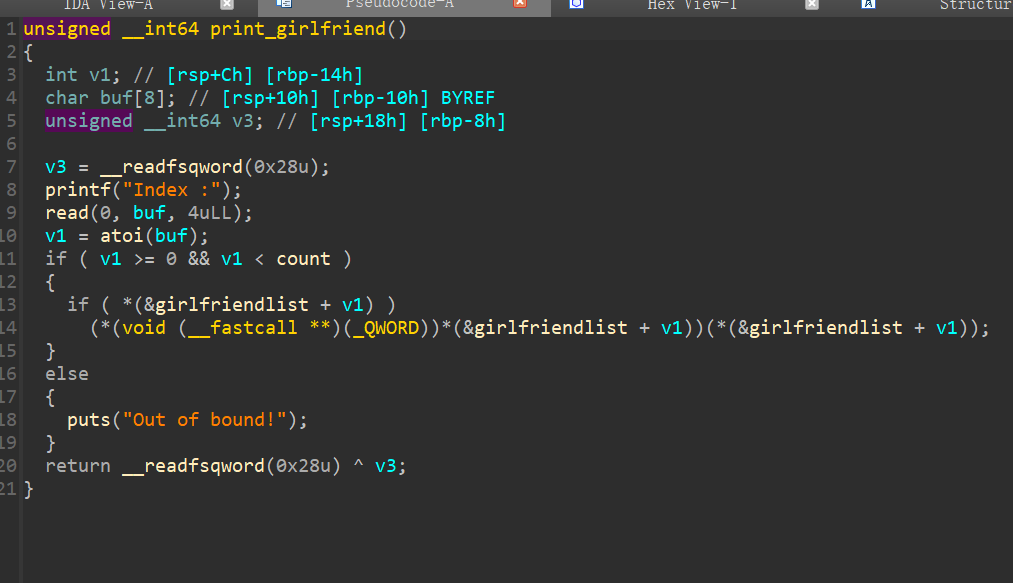 IDA View-A Pseudocode-A Hex View-1 Structur
1 unsigned __int64 print_girlfriend()
2 {
3 int v1; // [rsp+Ch] [rbp-14h]
4 char buf[8]; // [rsp+10h] [rbp-10h] BYREF
5 unsigned __int64 v3; // [rsp+18h] [rbp-8h]
6
7 v3 = __readfsqword(0x28u);
8 printf("Index :");
9 read(0, buf, 4uLL);
10 v1 = atoi(buf);
11 if ( v1 >= 0 && v1 < count )
12 {
13 if ( *(&girlfriendlist + v1) )
14 (*(void (__fastcall **)(_QWORD))*(&girlfriendlist + v1))(*(&girlfriendlist + v1));
15 }
16 else
17 {
18 puts("Out of bound!");
19 }
20 return __readfsqword(0x28u) ^ v3;
21 }